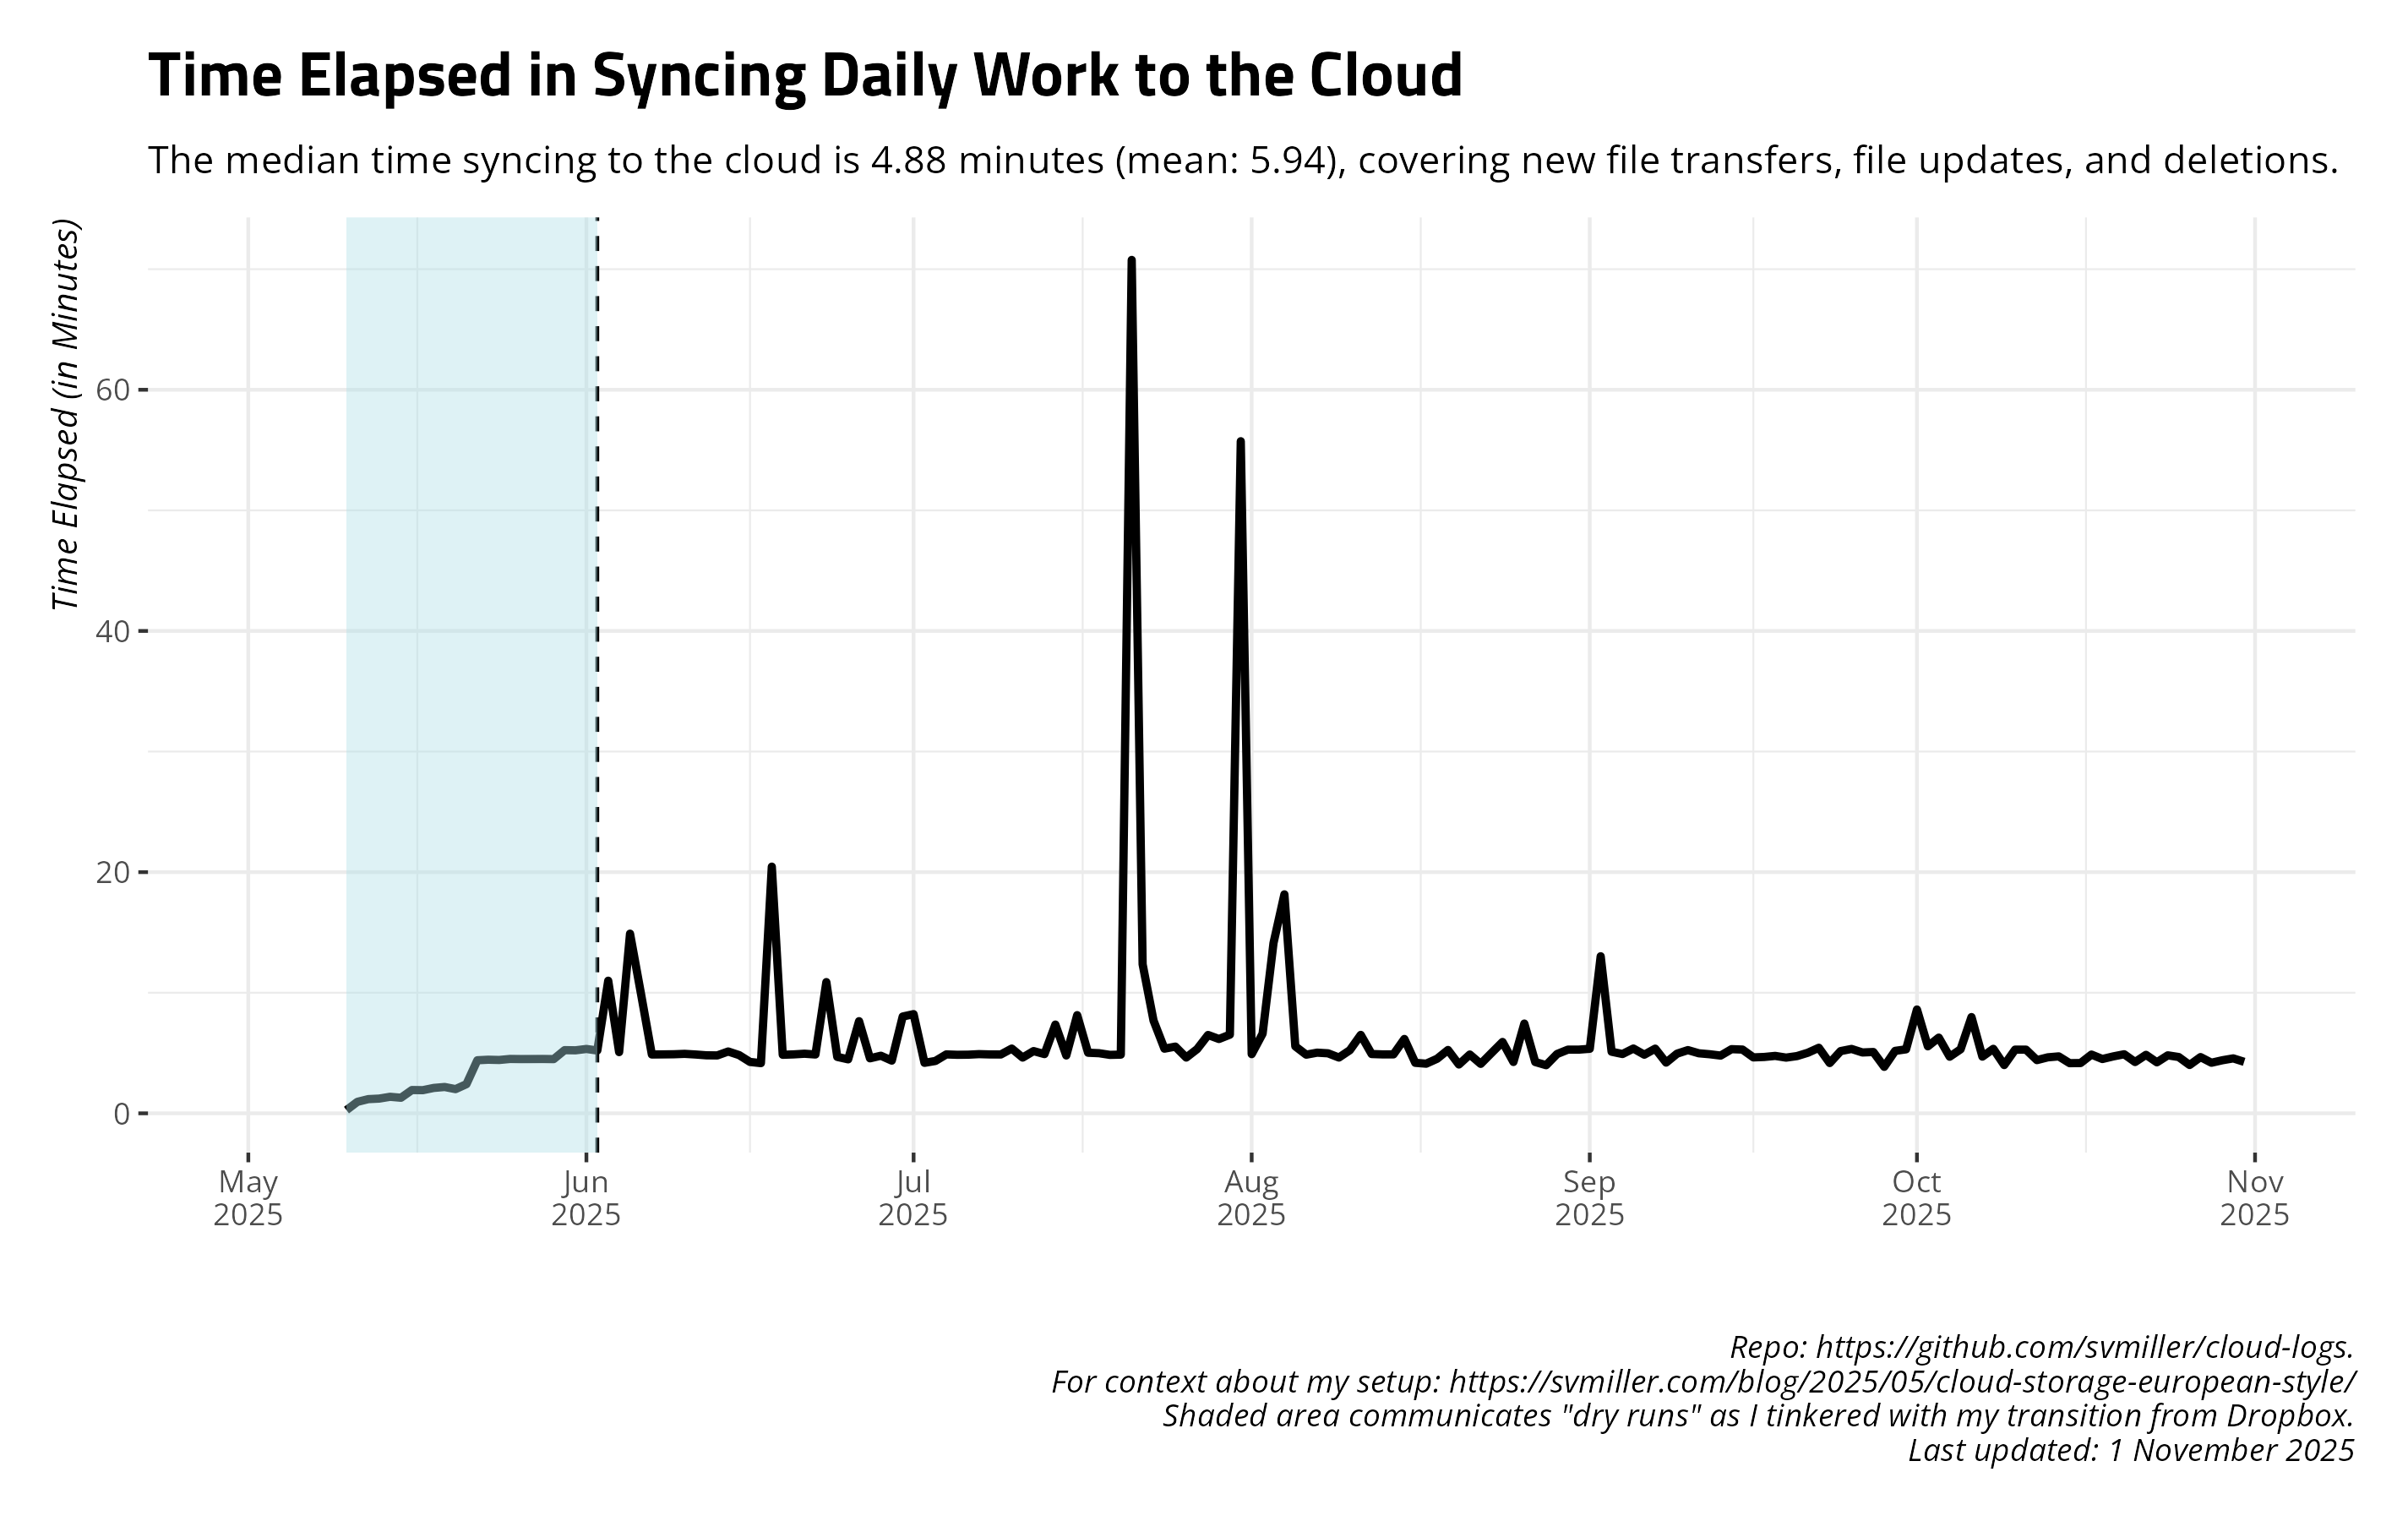 Time Elapsed in Syncing Daily Work to the Cloud
The median time syncing to the cloud is 4.88 minutes (mean: 5.94), covering new file transfers, file updates, and deletions.
Time Elapsed (in Minutes)
60
40
20
0
May
2025
Jun
2025
Jul
2025
Aug
2025
Sep
2025
Oct
2025
Nov
2025
Repo: https://github.com/svmiller/cloud-logs.
For context about my setup: https://svmiller.com/blog/2025/05/cloud-storage-european-style/
Shaded area communicates "dry runs" as I tinkered with my transition from Dropbox.
Last updated: 1 November 2025